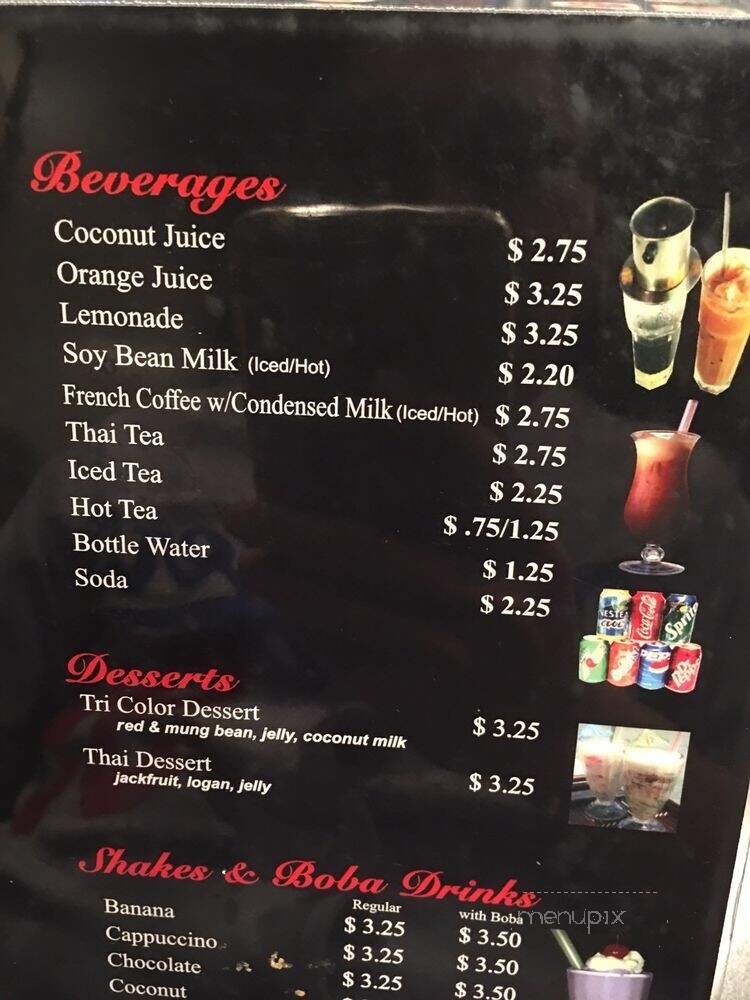 Beverages
Coconut Juice $ 2.75
Orange Juice $ 3.25
Lemonade $ 3.25
Soy Bean Milk (Iced/Hot) $ 2.20
French Coffee w/Condensed Milk (Iced/Hot) $ 2.75
Thai Tea $ 2.75
Iced Tea $ 2.25
Hot Tea $ .75/1.25
Bottle Water $ 1.25
Soda $ 2.25
Coca-Cola
Sprite
Desserts
Tri Color Dessert $ 3.25
red & mung bean, jelly, coconut milk
Thai Dessert $ 3.25
jackfruit, logan, jelly
Shakes & Boba Drinks
Regular with Boba
menupix
Banana $ 3.25 $ 3.50
Cappuccino $ 3.25 $ 3.50
Chocolate $ 3.25 $ 3.50
Coconut